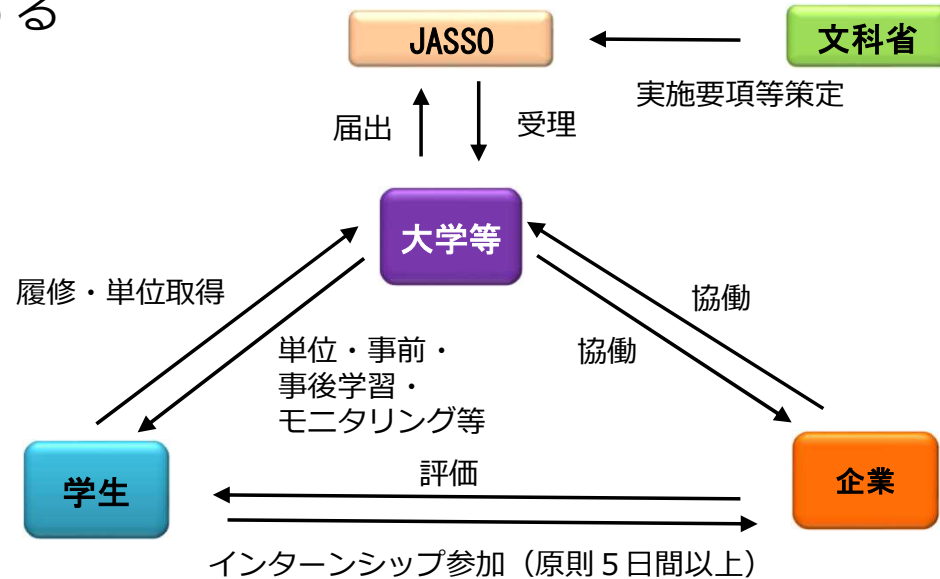 る
JASSO
文科省
実施要項等策定
届出
受理
大学等
履修・単位取得
協働
単位・事前・
事後学習・
モニタリング等
協働
学生
評価
企業
インターンシップ参加（原則５日間以上）